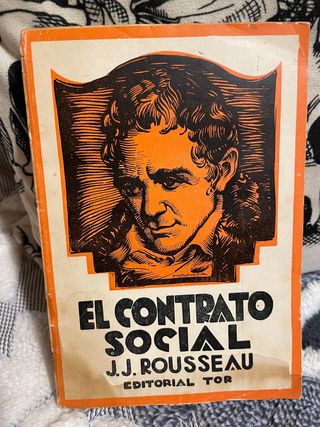 EL CONTRATO
SOCIAL
J.J. ROUSSEAU
EDITORIAL TOR